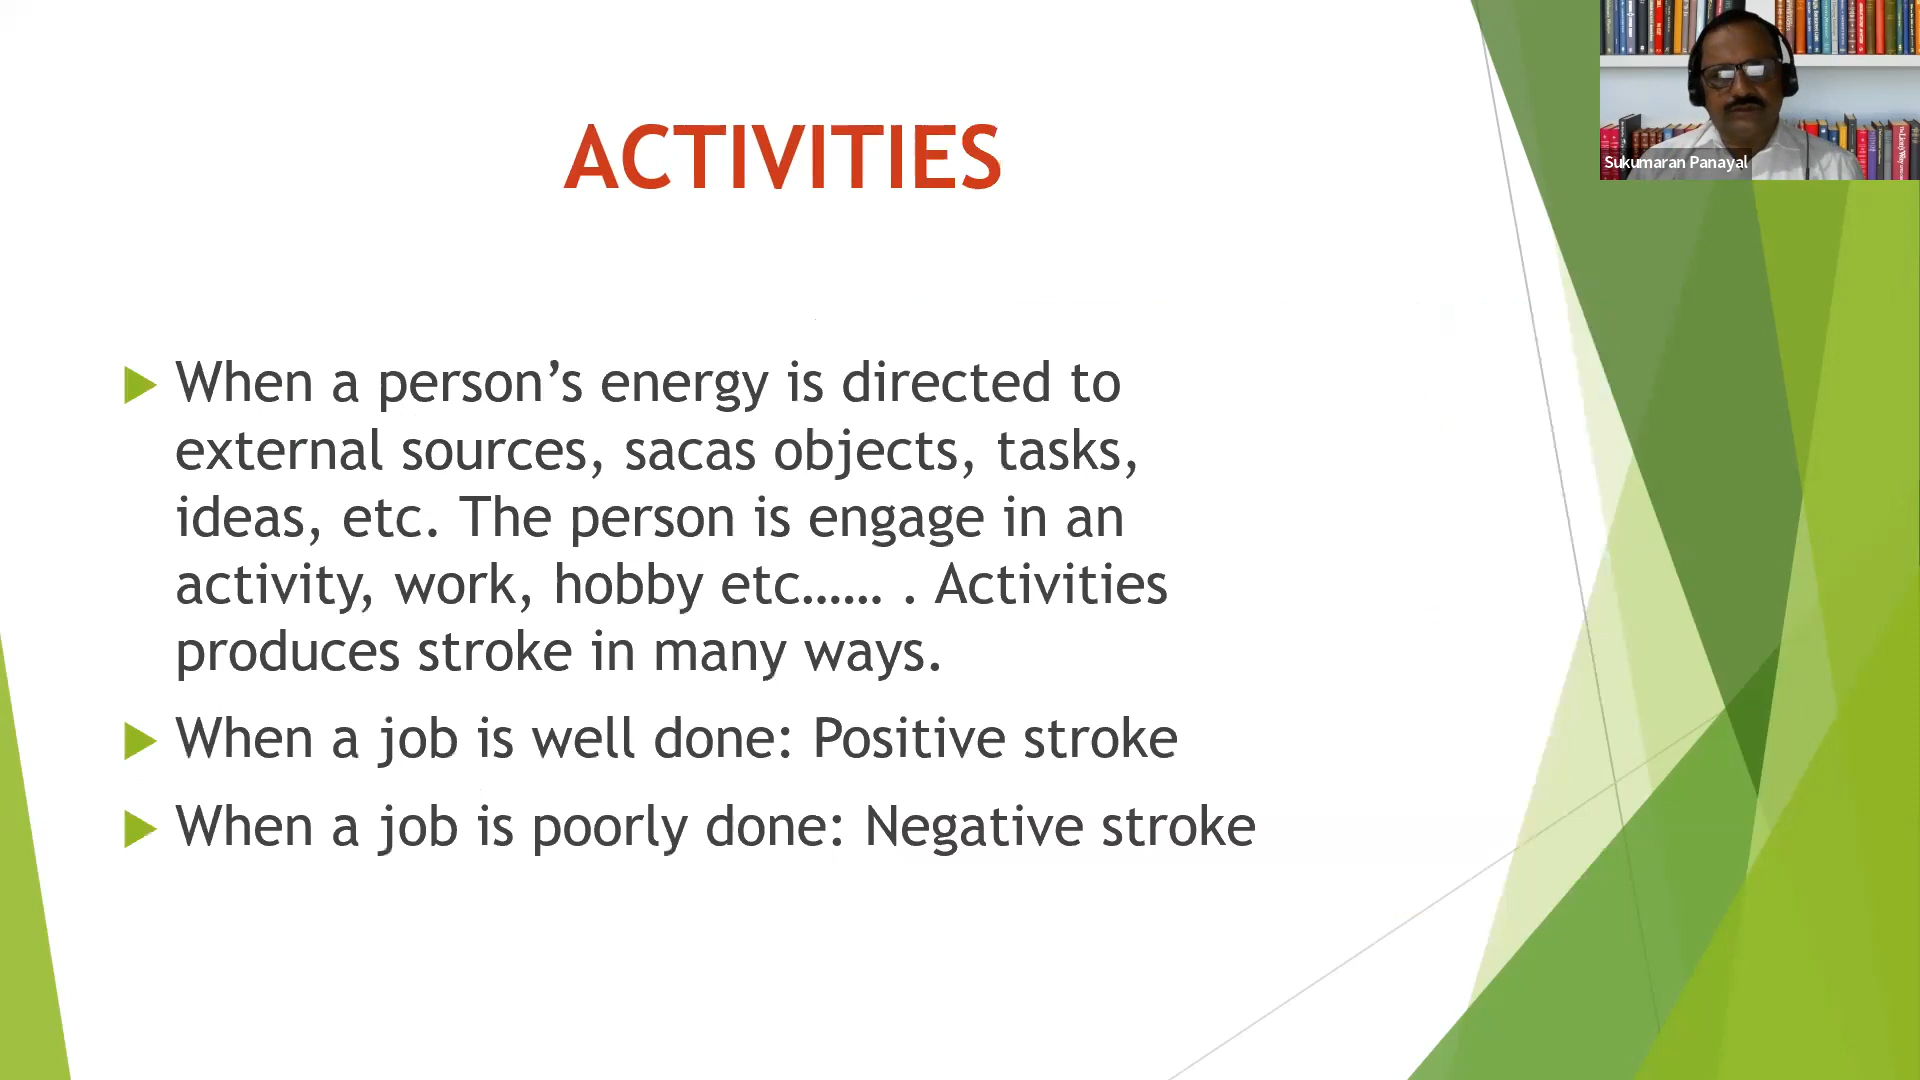 ACTIVITIES
When a person’s energy is directed to
external sources, sacas objects, tasks,
ideas, etc. The person is engage in an
activity, work, hobby etc…… . Activities
produces stroke in many ways.
When a job is well done: Positive stroke
When a job is poorly done: Negative stroke
Sukumaran Panayal